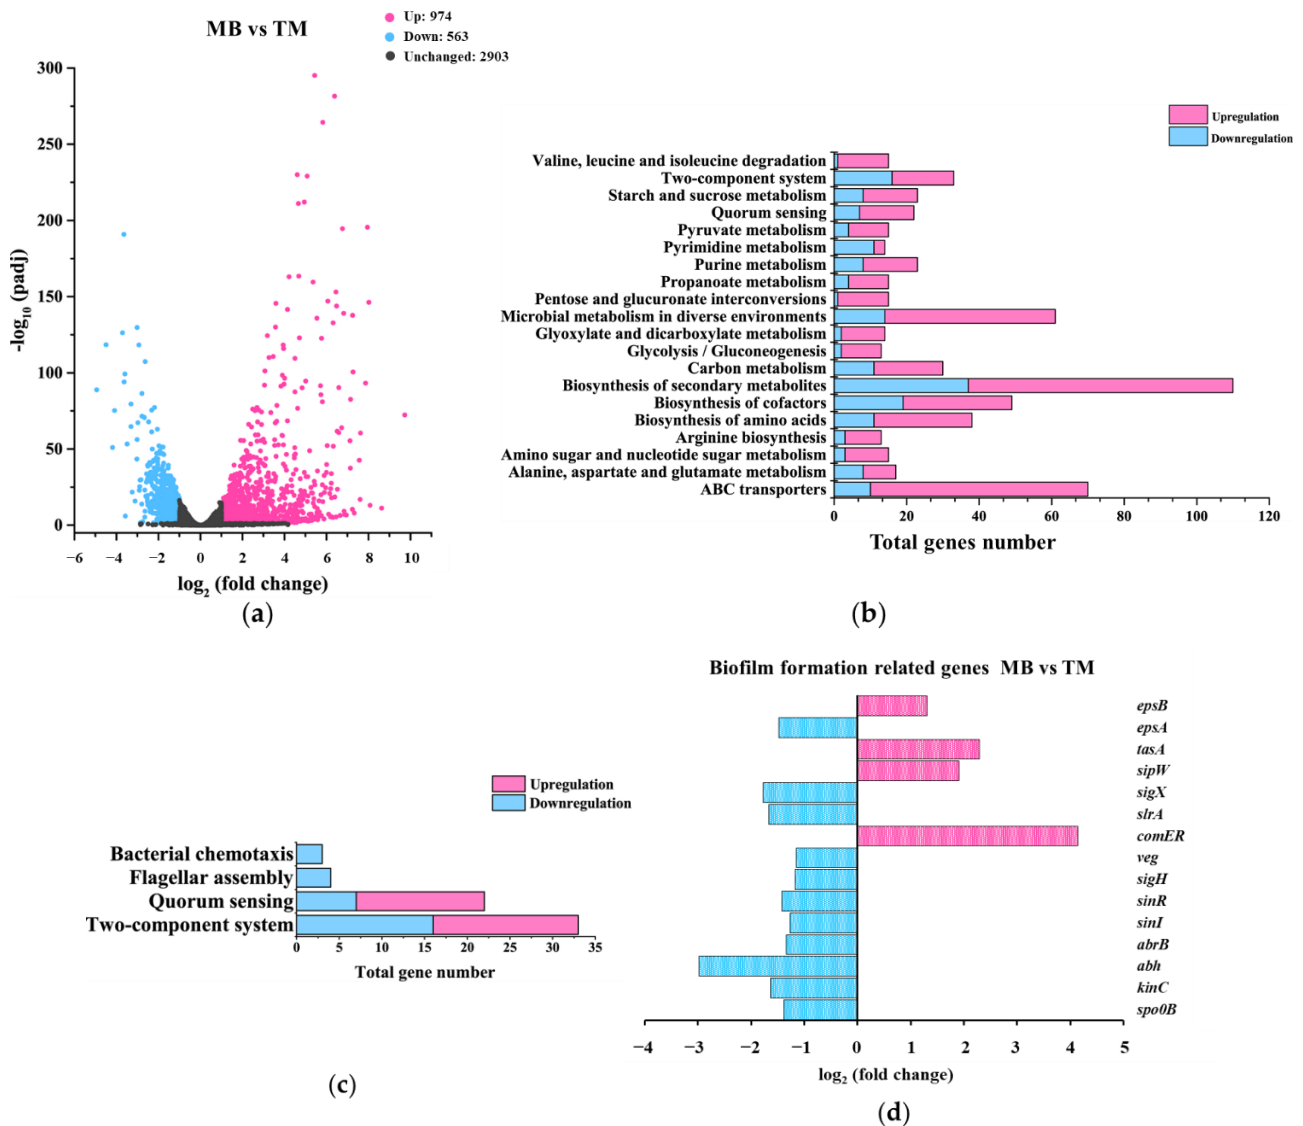 MB vs TM
Up: 974
Down: 563
Unchanged: 2903
300
250
200
150
100
50
0
-log10 (padj)
−6 −4 −2 0 2 4 6 8 10
log2 (fold change)
(a)
Upregulation
Downregulation
Valine, leucine and isoleucine degradation
Two-component system
Starch and sucrose metabolism
Quorum sensing
Pyruvate metabolism
Pyrimidine metabolism
Purine metabolism
Propanoate metabolism
Pentose and glucuronate interconversions
Microbial metabolism in diverse environments
Glyoxylate and dicarboxylate metabolism
Glycolysis / Gluconeogenesis
Carbon metabolism
Biosynthesis of secondary metabolites
Biosynthesis of cofactors
Biosynthesis of amino acids
Arginine biosynthesis
Amino sugar and nucleotide sugar metabolism
Alanine, aspartate and glutamate metabolism
ABC transporters
0 20 40 60 80 100 120
Total genes number
(b)
Upregulation
Downregulation
Bacterial chemotaxis
Flagellar assembly
Quorum sensing
Two-component system
0 5 10 15 20 25 30 35
Total gene number
(c)
Biofilm formation related genes MB vs TM
epsB
epsA
tasA
sipW
sigX
slrA
comER
veg
sigH
sinR
sinI
abrB
abh
kinC
spo0B
−4 −3 −2 −1 0 1 2 3 4 5
log2 (fold change)
(d)